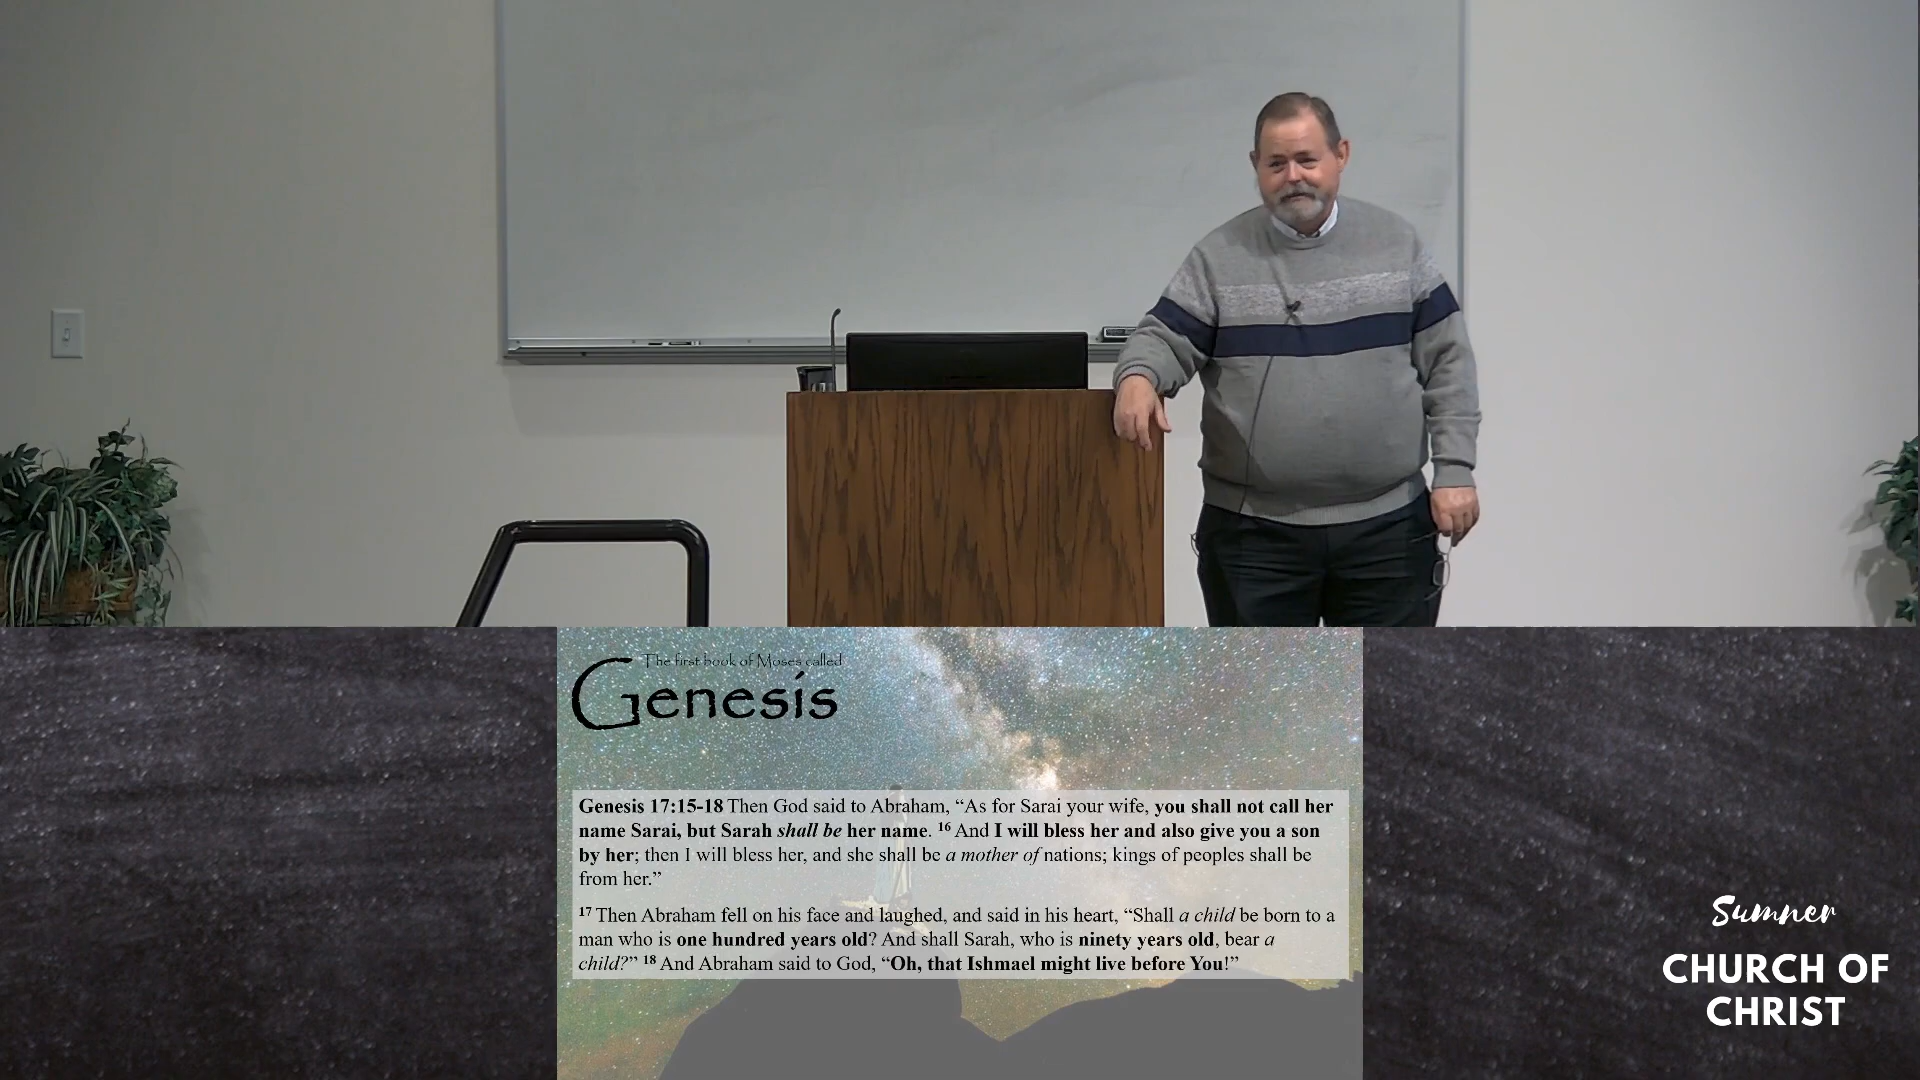 The first book of Moses called
Genesis
Genesis 17:15-18 Then God said to Abraham, “As for Sarai your wife, you shall not call her
name Sarai, but Sarah shall be her name. 16 And I will bless her and also give you a son
by her; then I will bless her, and she shall be a mother of nations; kings of peoples shall be
from her.”
17 Then Abraham fell on his face and laughed, and said in his heart, “Shall a child be born to a
man who is one hundred years old? And shall Sarah, who is ninety years old, bear a
child?” 18 And Abraham said to God, “Oh, that Ishmael might live before You!”
Sumner
CHURCH OF
CHRIST